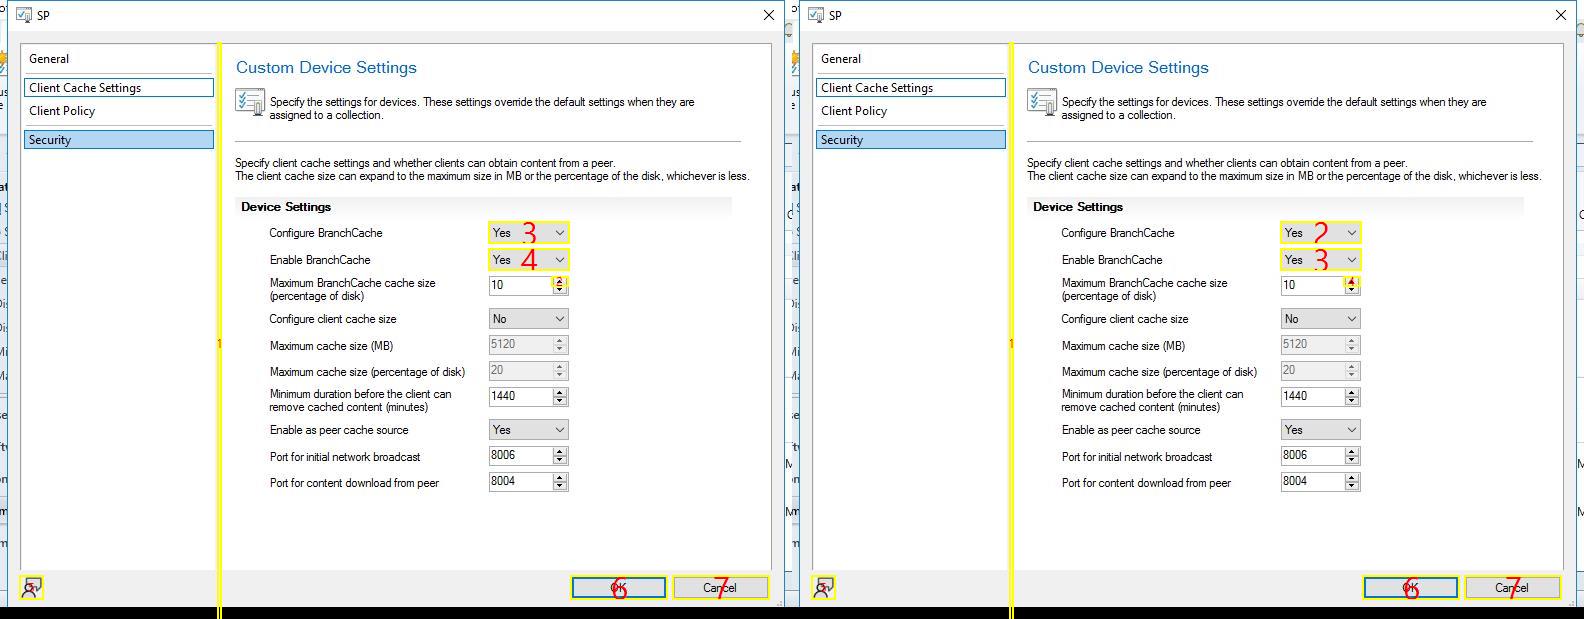 SP
General
Client Cache Settings
Client Policy
Security
Custom Device Settings
Specify the settings for devices. These settings override the default settings when they are
assigned to a collection.
Specify client cache settings and whether clients can obtain content from a peer.
The client cache size can expand to the maximum size in MB or the percentage of the disk, whichever is less.
Device Settings
Configure BranchCache Yes 3
Enable BranchCache Yes 4
Maximum BranchCache cache size
(percentage of disk) 10 2
Configure client cache size No
1
Maximum cache size (MB) 5120
Maximum cache size (percentage of disk) 20
Minimum duration before the client can
remove cached content (minutes) 1440
Enable as peer cache source Yes
Port for initial network broadcast 8006
Port for content download from peer 8004
OK 6
Cancel 7
SP
General
Client Cache Settings
Client Policy
Security
Custom Device Settings
Specify the settings for devices. These settings override the default settings when they are
assigned to a collection.
Specify client cache settings and whether clients can obtain content from a peer.
The client cache size can expand to the maximum size in MB or the percentage of the disk, whichever is less.
Device Settings
Configure BranchCache Yes 2
Enable BranchCache Yes 3
Maximum BranchCache cache size
(percentage of disk) 10 4
Configure client cache size No
1
Maximum cache size (MB) 5120
Maximum cache size (percentage of disk) 20
Minimum duration before the client can
remove cached content (minutes) 1440
Enable as peer cache source Yes
Port for initial network broadcast 8006
Port for content download from peer 8004
OK 6
Cancel 7